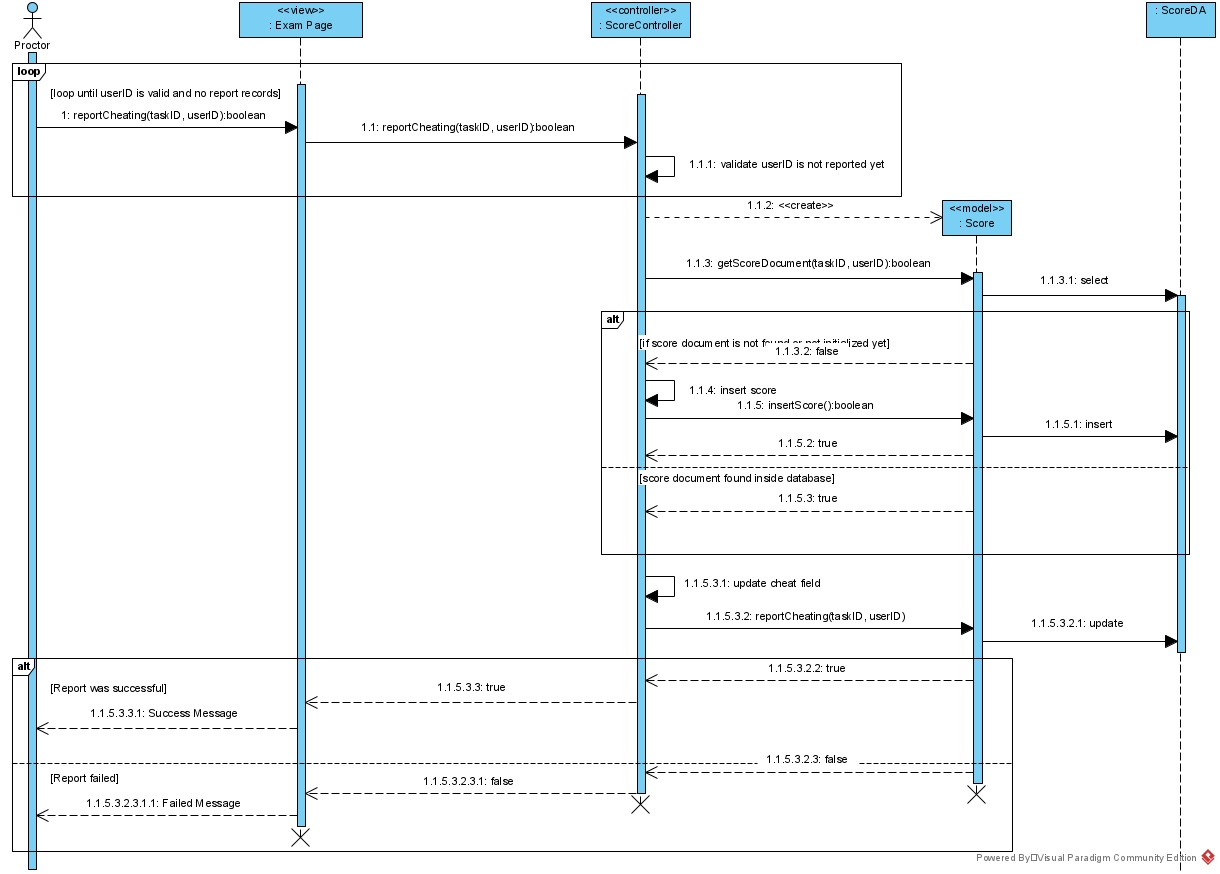 <<view>>
: Exam Page
<<controller>>
: ScoreController
: ScoreDA
Proctor
loop
[loop until userID is valid and no report records]
1: reportCheating(taskID, userID):boolean
1.1: reportCheating(taskID, userID):boolean
1.1.1: validate userID is not reported yet
1.1.2: <<create>>
<<model>>
: Score
1.1.3: getScoreDocument(taskID, userID):boolean
1.1.3.1: select
alt
[if score document is not found or not initialized yet]
1.1.3.2: false
1.1.4: insert score
1.1.5: insertScore():boolean
1.1.5.1: insert
1.1.5.2: true
[score document found inside database]
1.1.5.3: true
1.1.5.3.1: update cheat field
1.1.5.3.2: reportCheating(taskID, userID)
1.1.5.3.2.1: update
alt
1.1.5.3.2.2: true
[Report was successful]
1.1.5.3.3: true
1.1.5.3.3.1: Success Message
1.1.5.3.2.3: false
[Report failed]
1.1.5.3.2.3.1: false
1.1.5.3.2.3.1.1: Failed Message
Powered By Visual Paradigm Community Edition